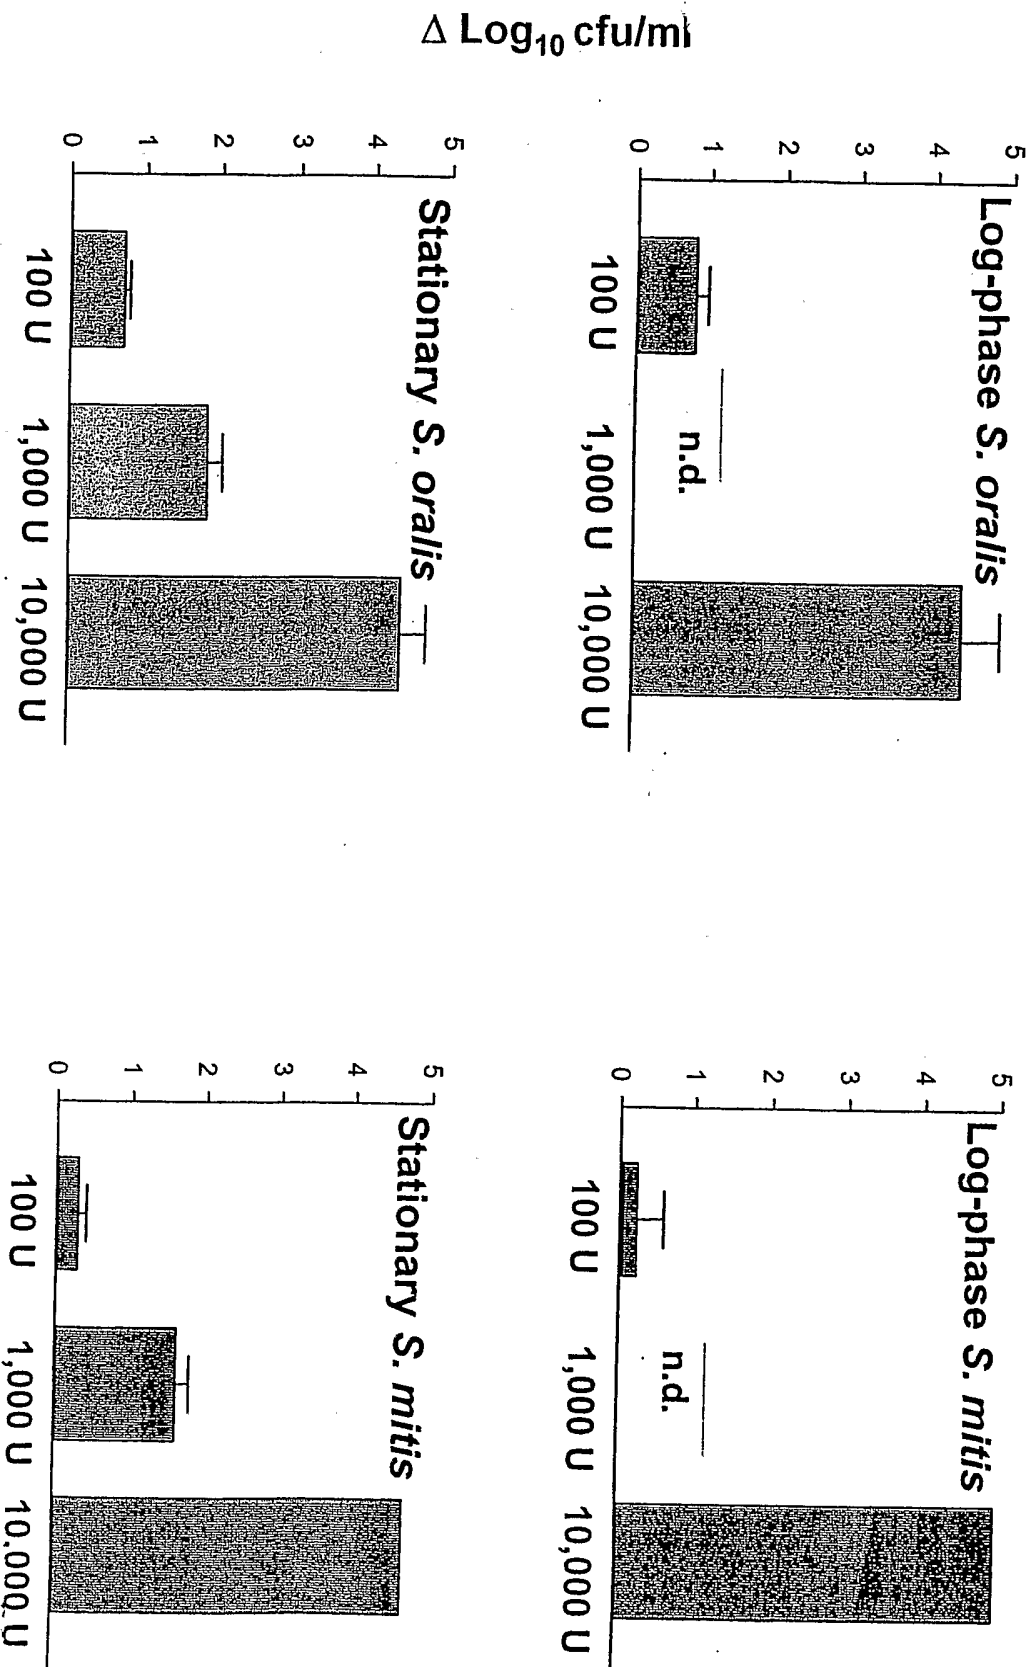 Δ Log10 cfu/ml
Log-phase S. oralis
5
4
3
2
1
0
n.d.
100 U 1,000 U 10,000 U
Log-phase S. mitis
5
4
3
2
1
0
n.d.
100 U 1,000 U 10,000 U
Stationary S. oralis
5
4
3
2
1
0
100 U 1,000 U 10,000 U
Stationary S. mitis
5
4
3
2
1
0
100 U 1,000 U 10.000 U